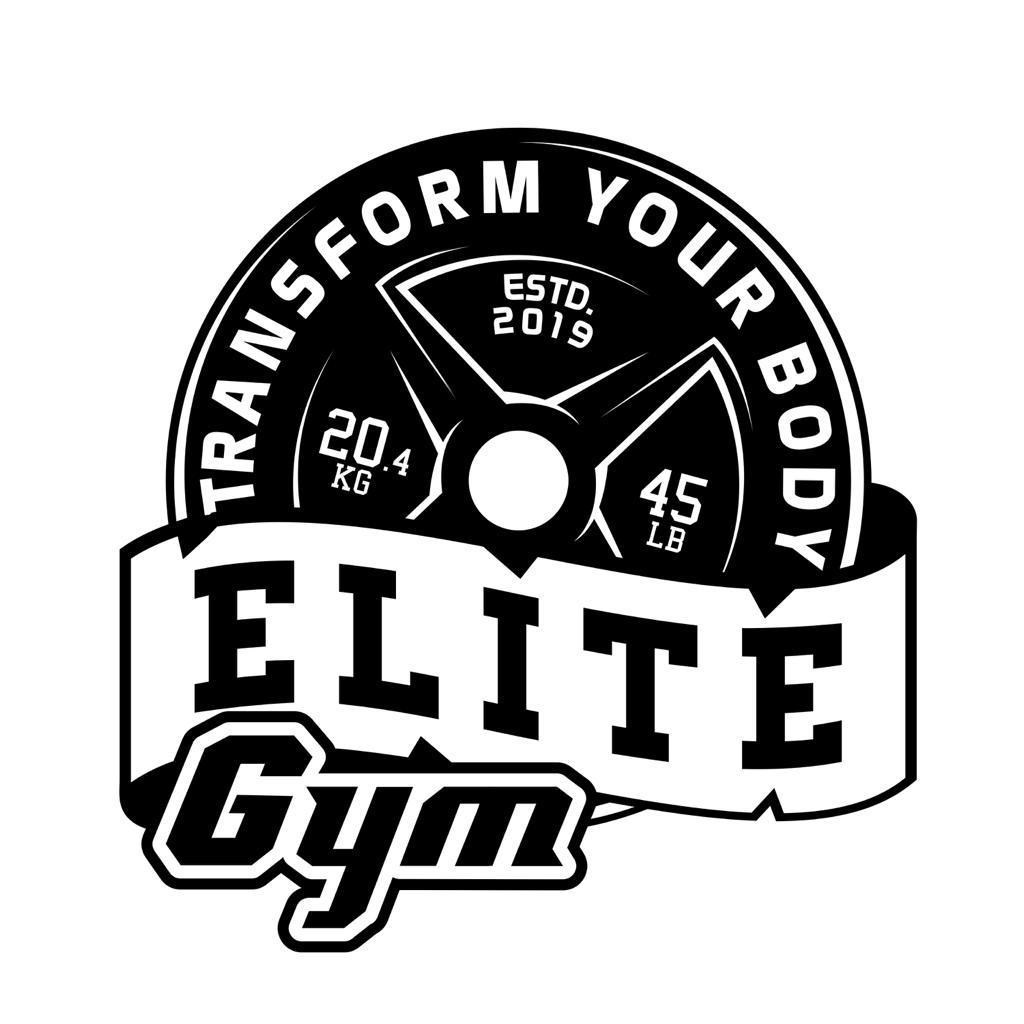 TRANSFORM YOUR BODY
ESTD.
2019
20.4
KG
45
LB
ELITE
Gym